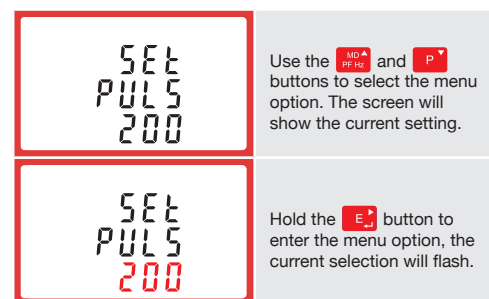 SEt
PULS
200
Use the MD▲ PF Hz and P▼
buttons to select the menu
option. The screen will
show the current setting.
SEt
PULS
200
Hold the E button to
enter the menu option, the
current selection will flash.